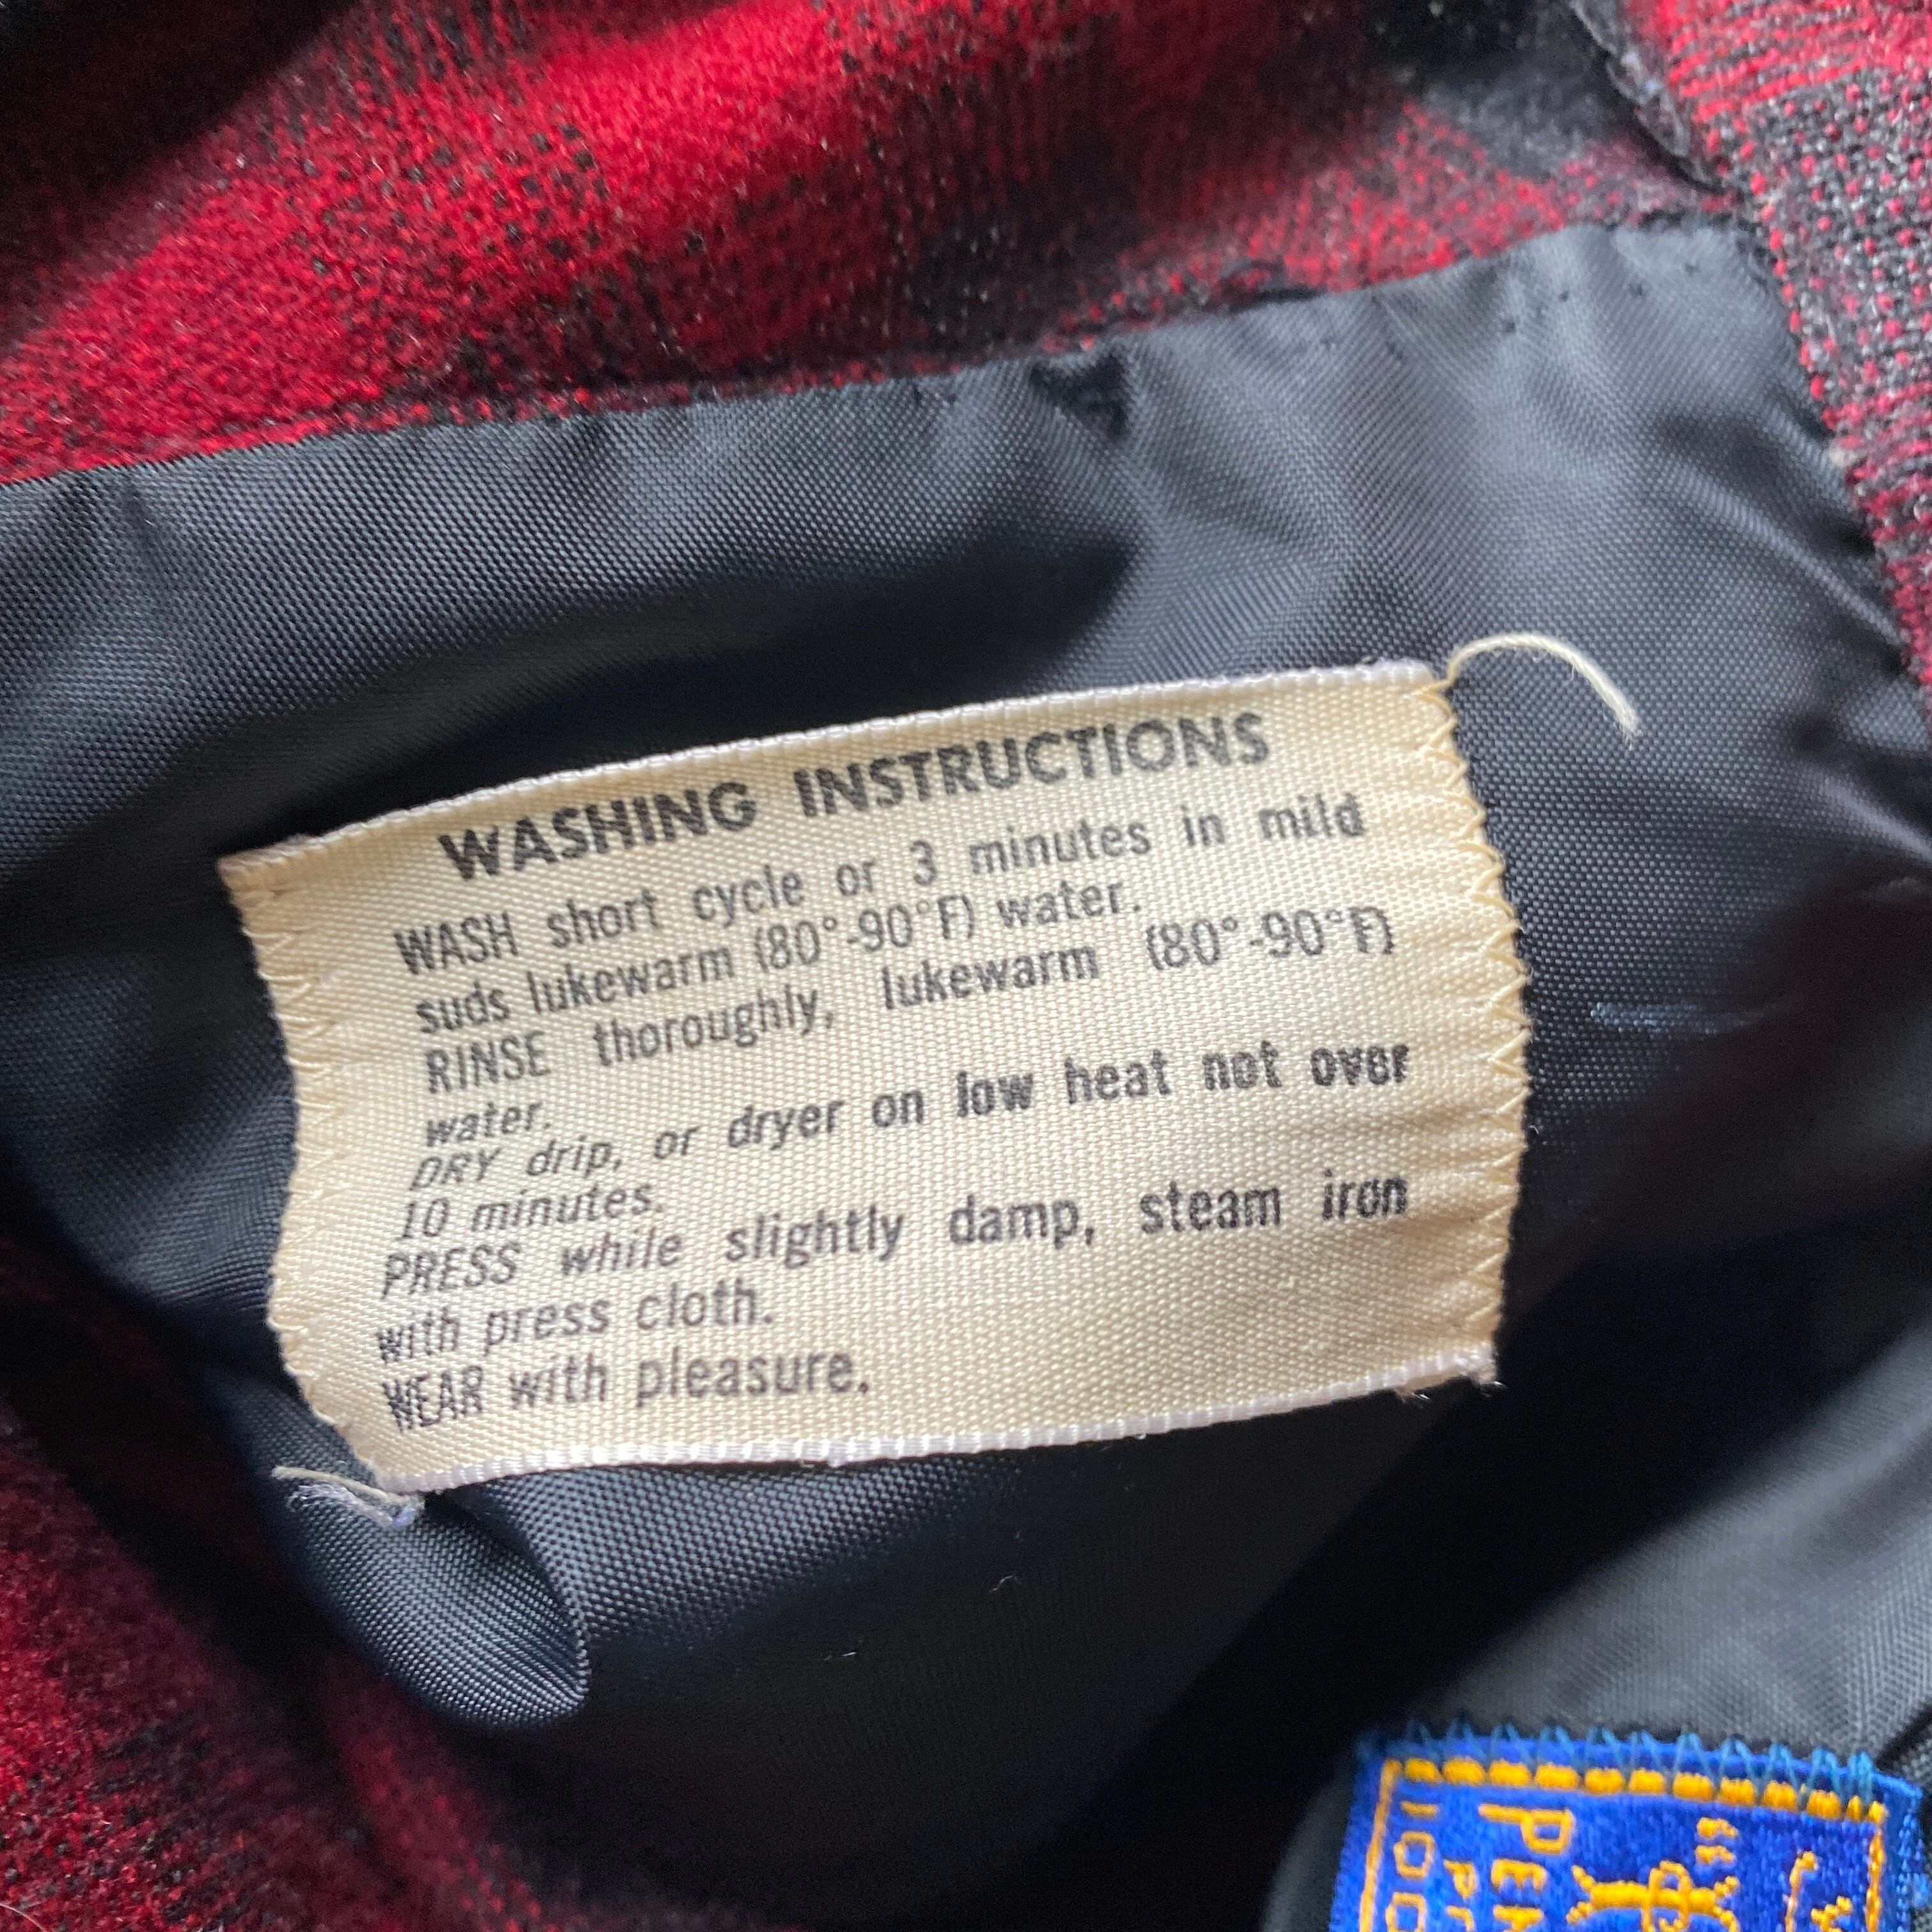 WASHING INSTRUCTIONS
WASH short cycle or 3 minutes in mild
suds lukewarm (80°-90°F) water.
RINSE thoroughly, lukewarm (80°-90°F)
water.
DRY drip, or dryer on low heat not over
10 minutes.
PRESS while slightly damp, steam iron
with press cloth.
WEAR with pleasure.
PEN
100